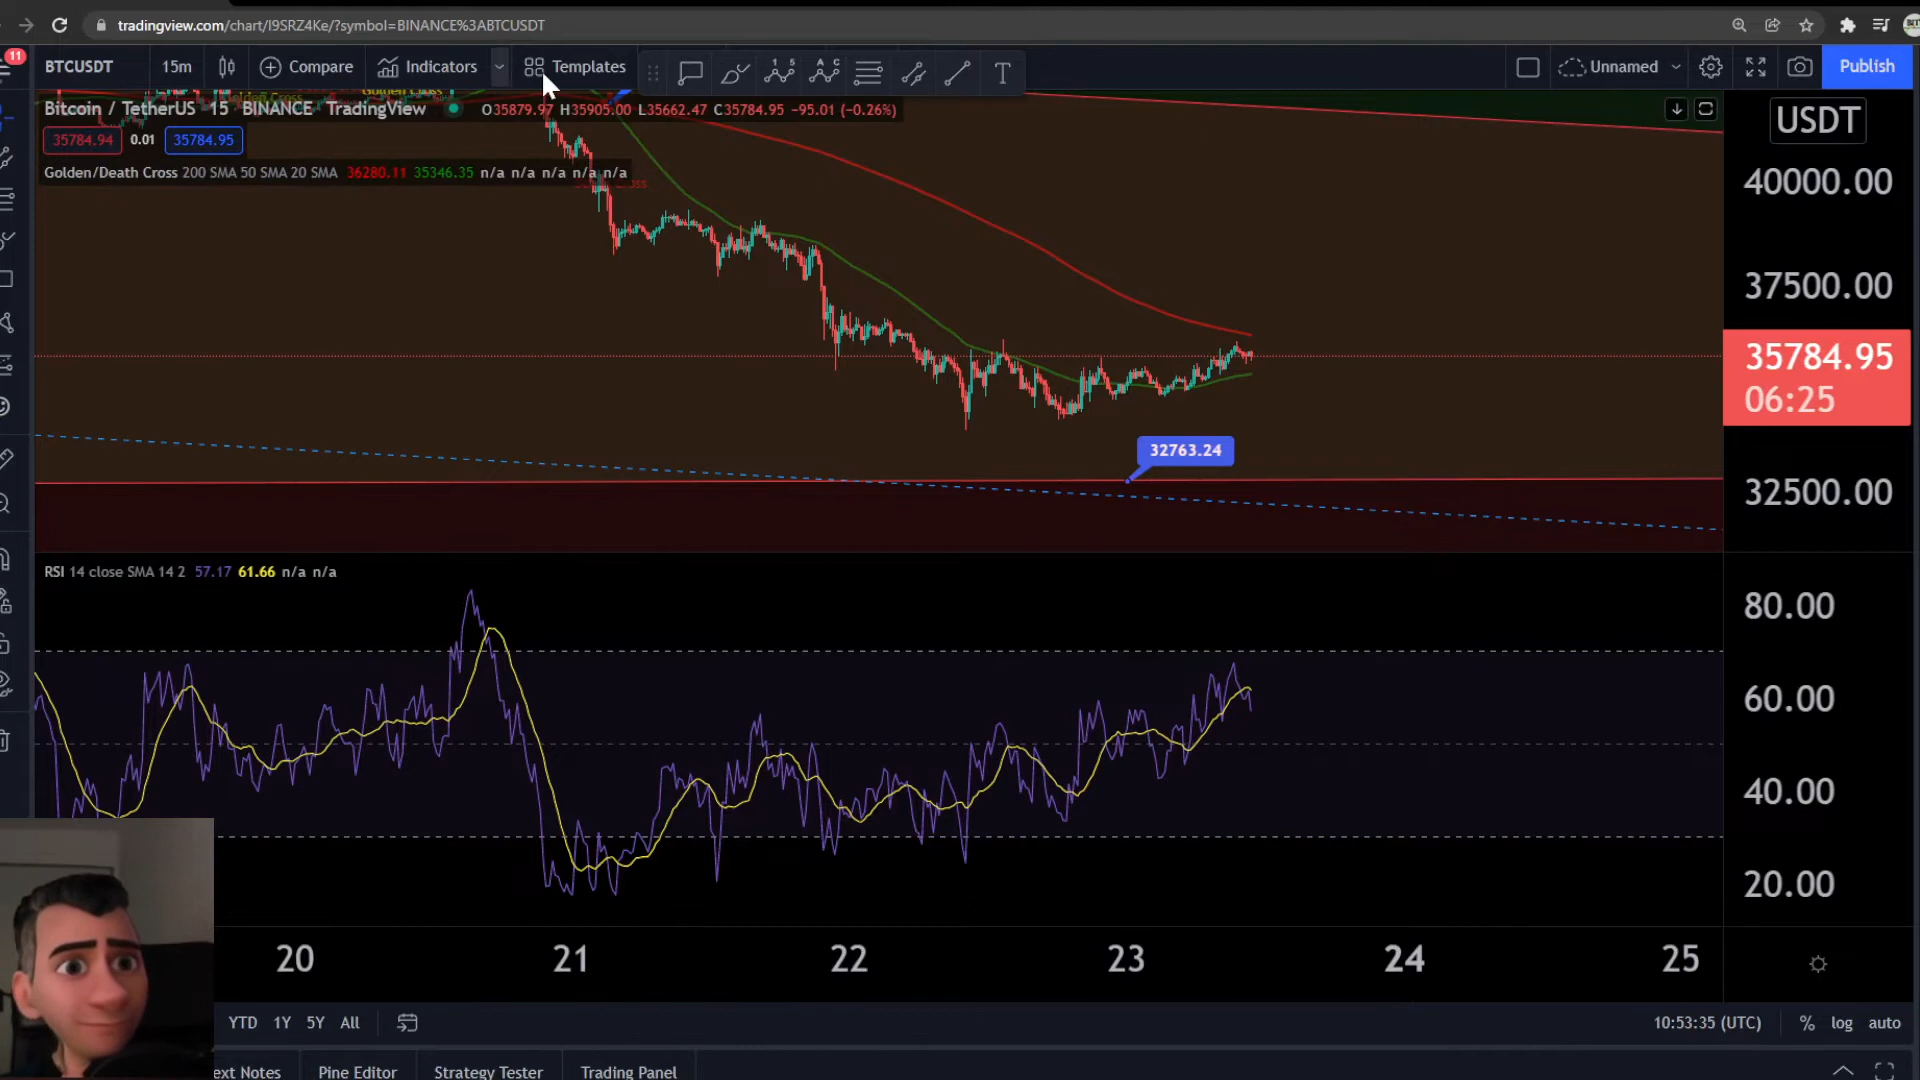 tradingview.com/chart/I9SRZ4Ke/?symbol=BINANCE%3ABTCUSDT
11
BTCUSDT 15m Compare Indicators Templates T Unnamed Publish
Bitcoin / TetherUS · 15 · BINANCE · TradingView O35879.97 H35905.00 L35662.47 C35784.95 −95.01 (−0.26%)
35784.94 0.01 35784.95
Golden/Death Cross 200 SMA 50 SMA 20 SMA 36280.11 35346.35 n/a n/a n/a n/a n/a
USDT
40000.00
37500.00
35784.95
06:25
32763.24
32500.00
RSI 14 close SMA 14 2 57.17 61.66 n/a n/a
80.00
60.00
40.00
20.00
20 21 22 23 24 25
YTD 1Y 5Y All 10:53:35 (UTC) % log auto
ext Notes Pine Editor Strategy Tester Trading Panel